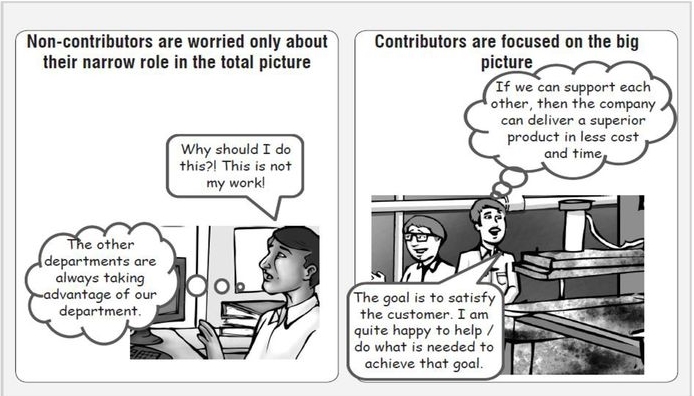 Non-contributors are worried only about
their narrow role in the total picture
Why should I do
this?! This is not
my work!
The other
departments are
always taking
advantage of our
department.
Contributors are focused on the big
picture
If we can support each
other, then the company
can deliver a superior
product in less cost
and time
The goal is to satisfy
the customer. I am
quite happy to help /
do what is needed to
achieve that goal.